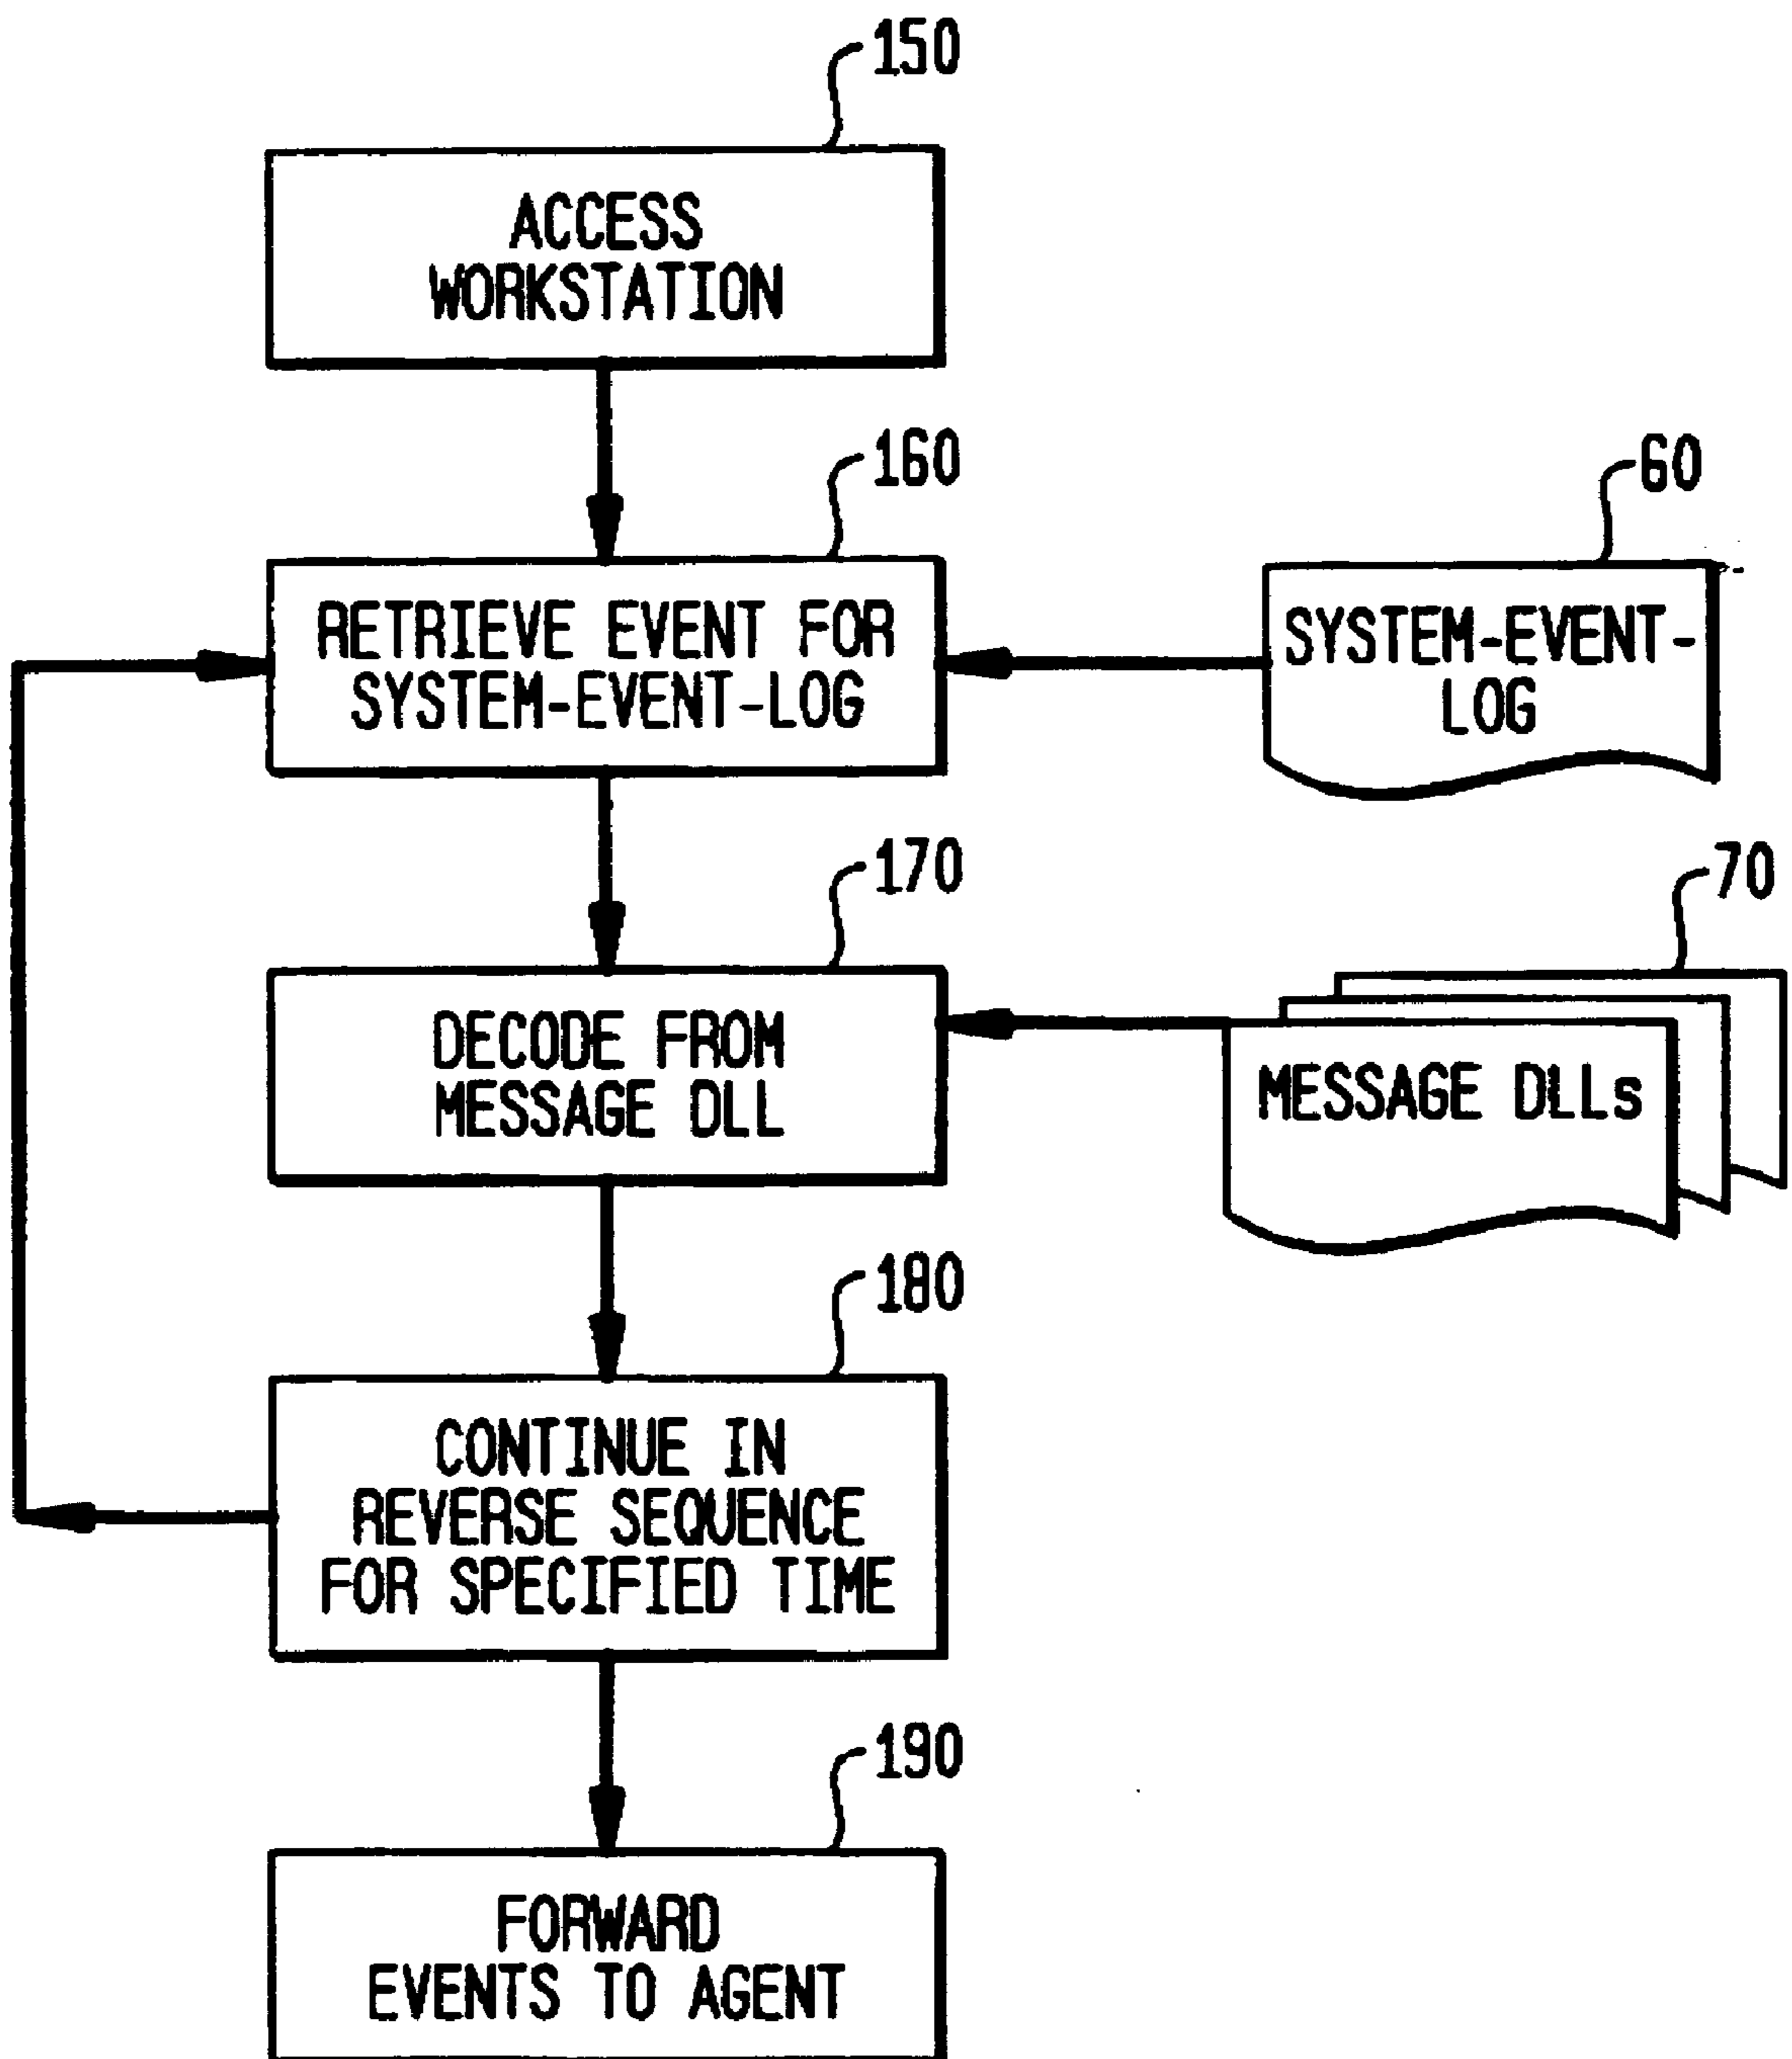 150
ACCESS
WORKSTATION
160
RETRIEVE EVENT FOR
SYSTEM-EVENT-LOG
60
SYSTEM-EVENT-
LOG
170
DECODE FROM
MESSAGE DLL
70
MESSAGE DLLs
180
CONTINUE IN
REVERSE SEQUENCE
FOR SPECIFIED TIME
190
FORWARD
EVENTS TO AGENT